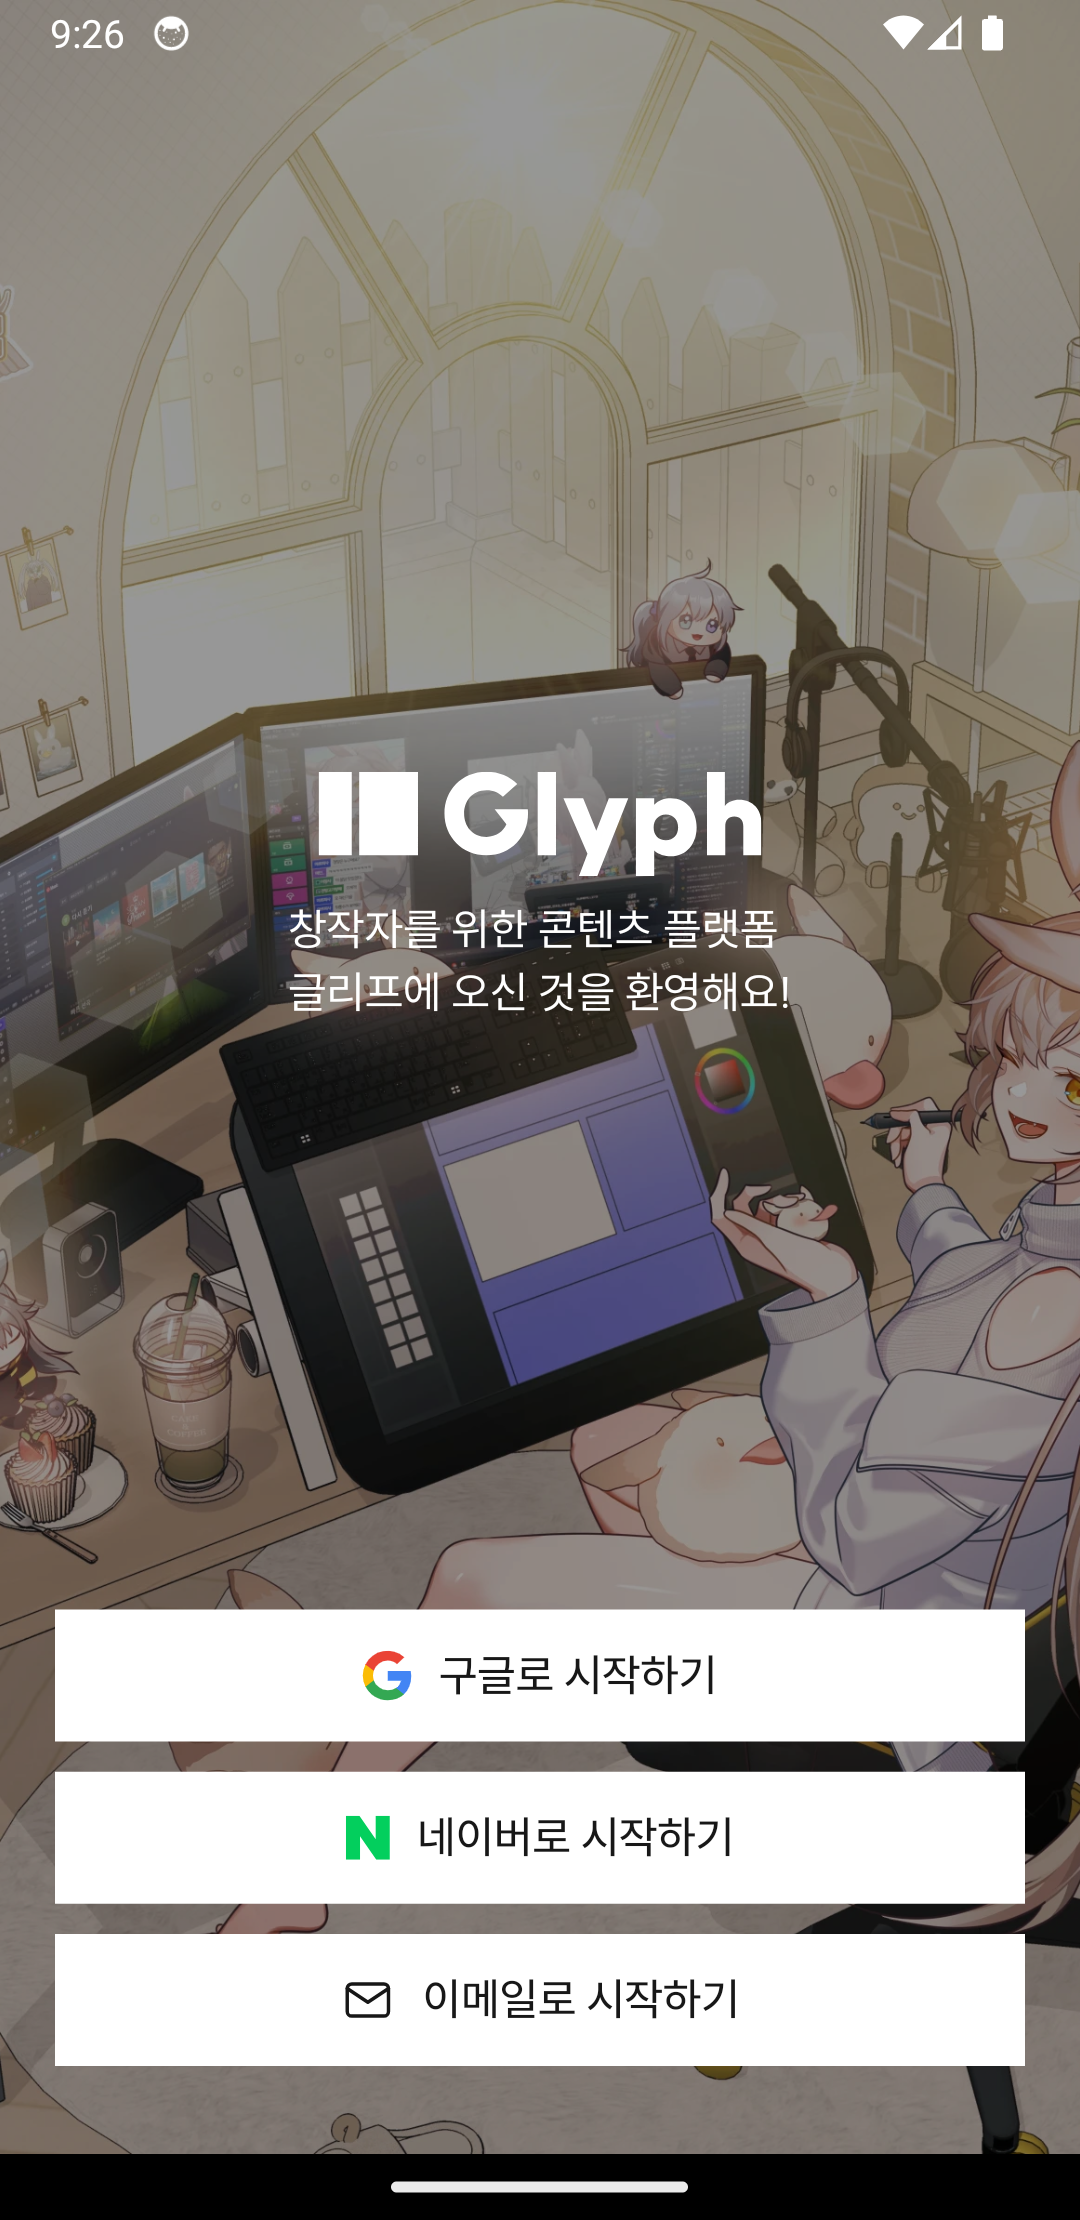 9:26
Glyph
창작자를 위한 콘텐츠 플랫폼
글리프에 오신 것을 환영해요!
구글로 시작하기
네이버로 시작하기
이메일로 시작하기